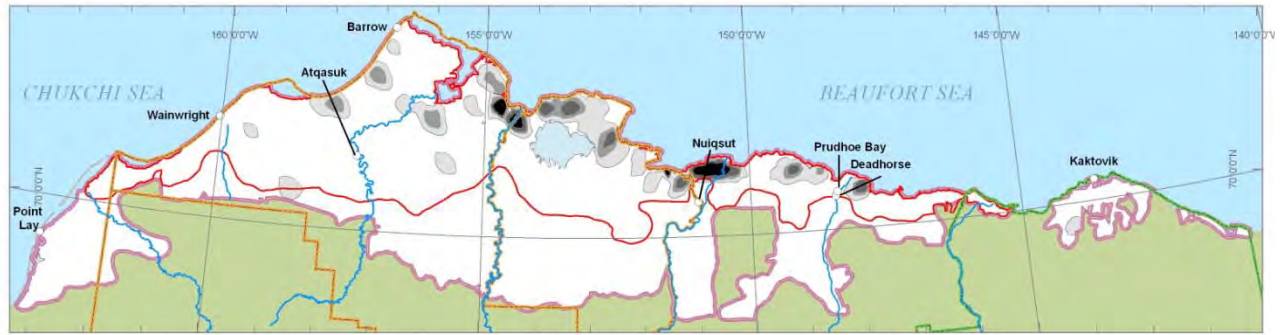 160°0'0"W
155°0'0"W
150°0'0"W
145°0'0"W
140°0'0"W
Barrow
Atqasuk
CHUKCHI SEA
BEAUFORT SEA
Wainwright
Nuiqsut
Prudhoe Bay
Deadhorse
Kaktovik
70°0'0"N
70°0'0"N
Point
Lay